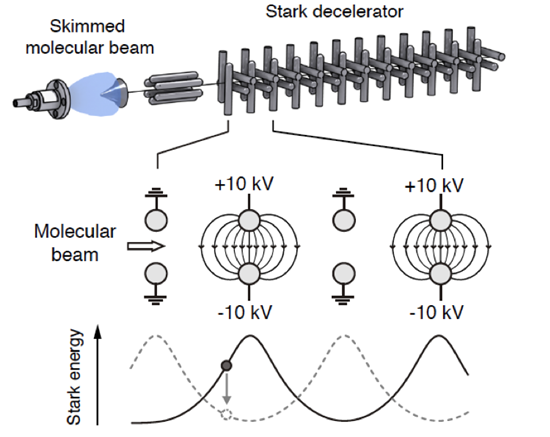 Stark decelerator
Skimmed
molecular beam
+10 kV
+10 kV
Molecular
beam
-10 kV
-10 kV
Stark energy